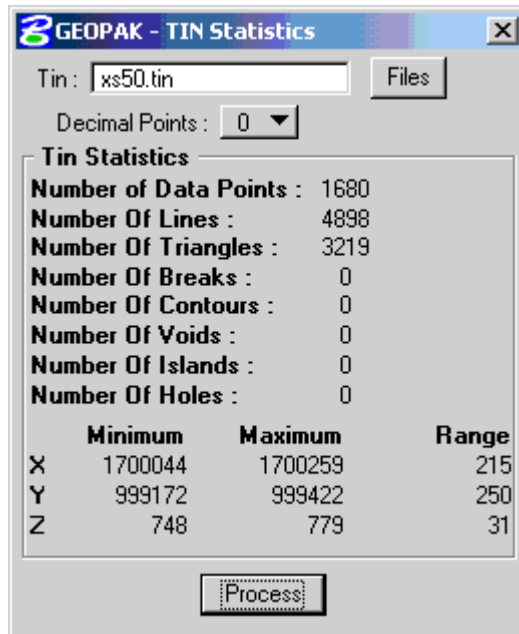 GEOPAK - TIN Statistics
Tin : xs50.tin Files
Decimal Points : 0
Tin Statistics
Number of Data Points : 1680
Number Of Lines : 4898
Number Of Triangles : 3219
Number Of Breaks : 0
Number Of Contours : 0
Number Of Voids : 0
Number Of Islands : 0
Number Of Holes : 0
Minimum Maximum Range
X 1700044 1700259 215
Y 999172 999422 250
Z 748 779 31
Process